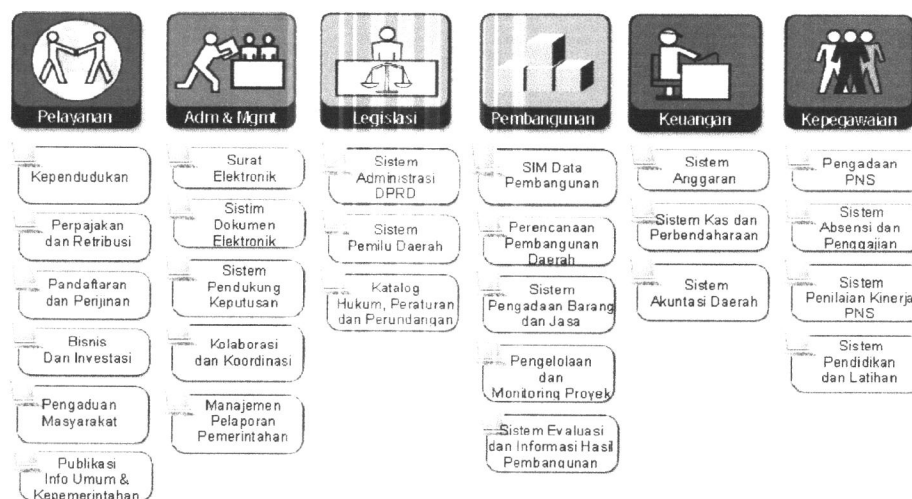 Pelayanan
Kependudukan
Perpajakan
dan Retribusi
Pandaftaran
dan Perijinan
Bisnis
Dan Investasi
Pengaduan
Masyarakat
Publikasi
Info Umum &
Kepemerintahan
Adm & Mgmt
Surat
Elektronik
Sistim
Dokumen
Elektronik
Sistem
Pendukung
Keputusan
Kolaborasi
dan Koordinasi
Manajemen
Pelaporan
Pemerintahan
Legislasi
Sistem
Administrasi
DPRD
Sistem
Pemilu Daerah
Katalog
Hukum, Peraturan
dan Perundangan
Pembangunan
SIM Data
Pembangunan
Perencanaan
Pembangunan
Daerah
Sistem
Pengadaan Barang
dan Jasa
Pengelolaan
dan
Monitoring Proyek
Sistem Evaluasi
dan Informasi Hasil
Pembangunan
Keuangan
Sistem
Anggaran
Sistem Kas dan
Perbendaharaan
Sistem
Akuntasi Daerah
Kepegawaian
Pengadaan
PNS
Sistem
Absensi dan
Penggajian
Sistem
Penilaian Kinerja
PNS
Sistem
Pendidikan
dan Latihan